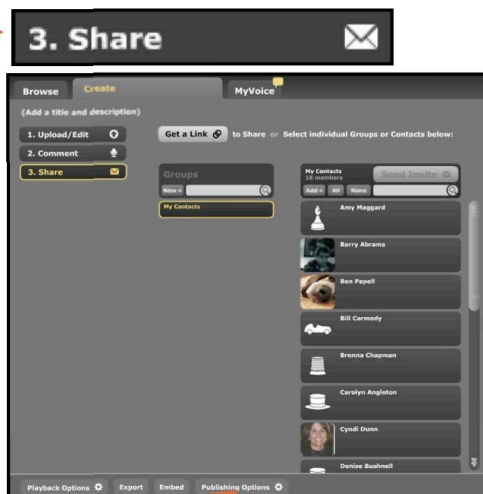 3. Share
Browse
Create
MyVoice
(Add a title and description)
1. Upload/Edit
2. Comment
3. Share
Get a Link to Share or Select individual Groups or Contacts below:
Groups
New +
My Contacts
My Contacts
18 members
Send Invite
Add + All None
Amy Maggard
Barry Abrams
Ben Papell
Bill Carmody
Brenna Chapman
Carolyn Angleton
Cyndi Dunn
Denise Bushnell
Playback Options Export Embed Publishing Options